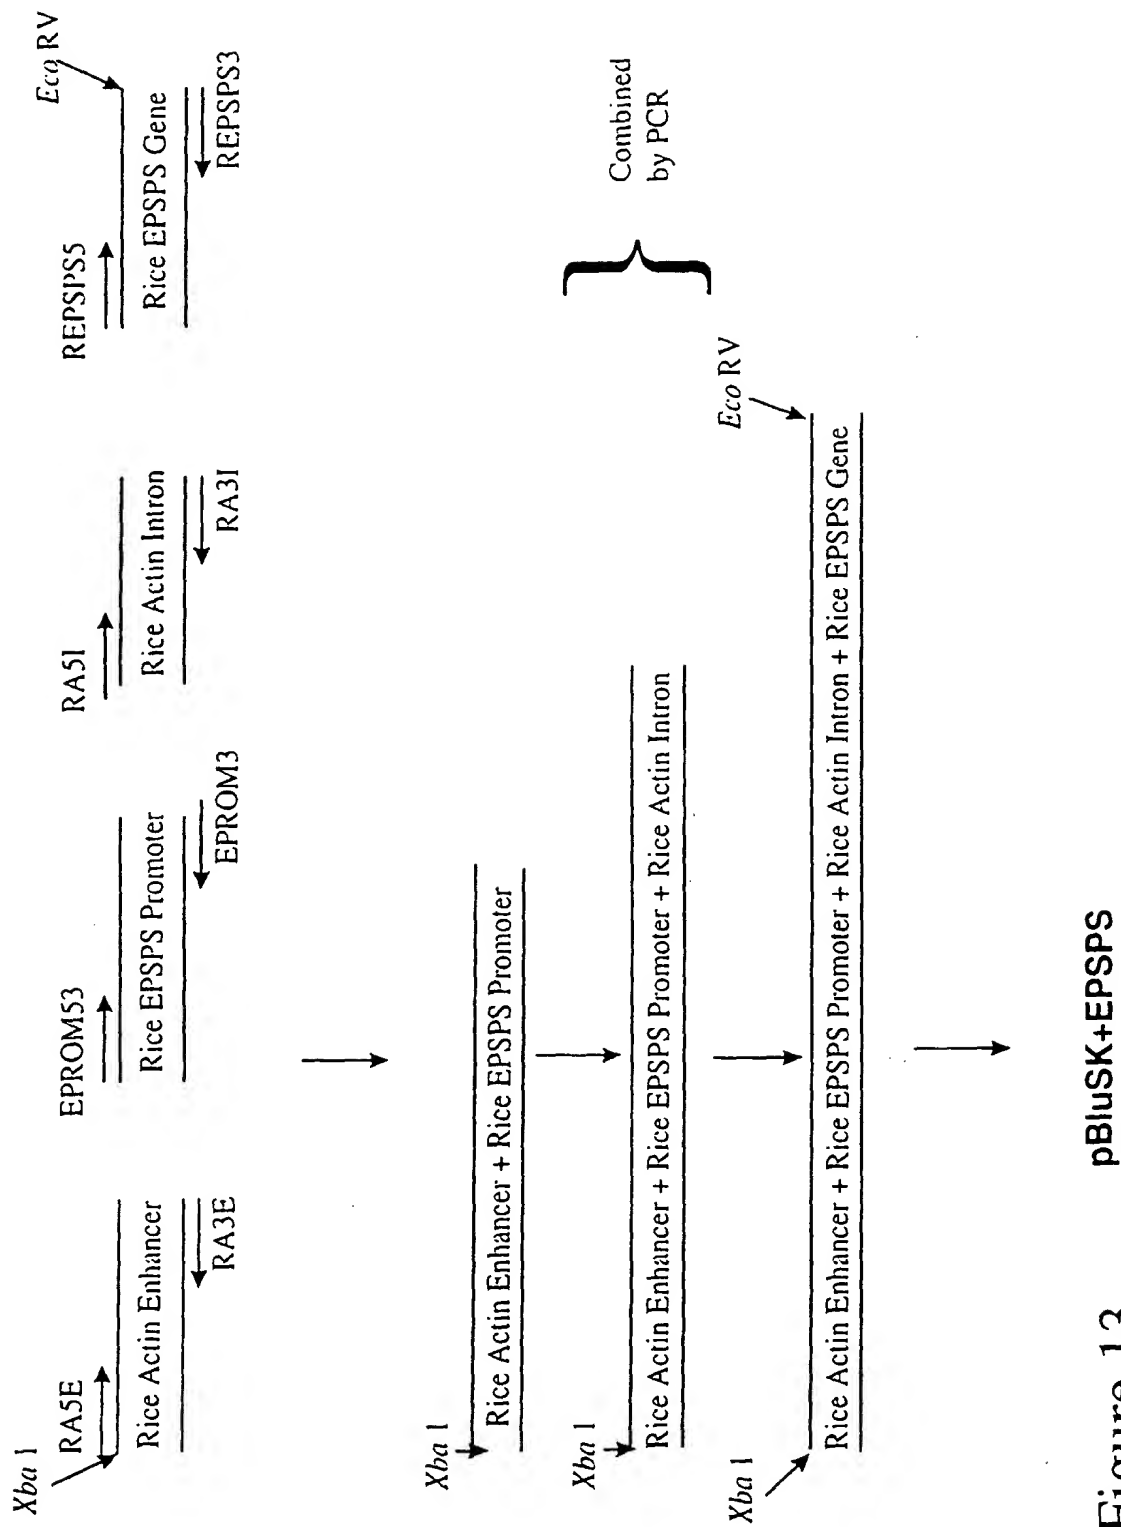 Xba I
RA5E
Rice Actin Enhancer
RA3E
EPROM53
Rice EPSPS Promoter
EPROM3
RA5I
Rice Actin Intron
RA3I
REPSPS5
Eco RV
Rice EPSPS Gene
REPSPS3
Xba I
Rice Actin Enhancer + Rice EPSPS Promoter
Xba I
Rice Actin Enhancer + Rice EPSPS Promoter + Rice Actin Intron
Combined
by PCR
Xba I
Eco RV
Rice Actin Enhancer + Rice EPSPS Promoter + Rice Actin Intron + Rice EPSPS Gene
pBluSK+EPSPS
Figure 13